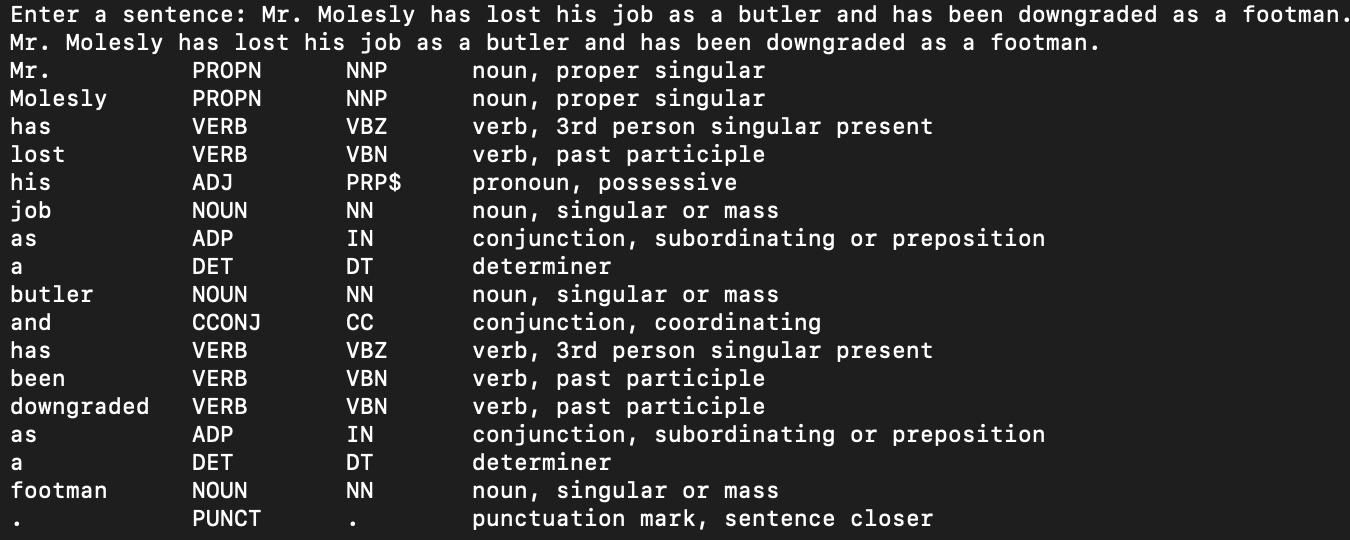 Enter a sentence: Mr. Molesly has lost his job as a butler and has been downgraded as a footman.
Mr. Molesly has lost his job as a butler and has been downgraded as a footman.
Mr. PROPN NNP noun, proper singular
Molesly PROPN NNP noun, proper singular
has VERB VBZ verb, 3rd person singular present
lost VERB VBN verb, past participle
his ADJ PRP$ pronoun, possessive
job NOUN NN noun, singular or mass
as ADP IN conjunction, subordinating or preposition
a DET DT determiner
butler NOUN NN noun, singular or mass
and CCONJ CC conjunction, coordinating
has VERB VBZ verb, 3rd person singular present
been VERB VBN verb, past participle
downgraded VERB VBN verb, past participle
as ADP IN conjunction, subordinating or preposition
a DET DT determiner
footman NOUN NN noun, singular or mass
. PUNCT . punctuation mark, sentence closer